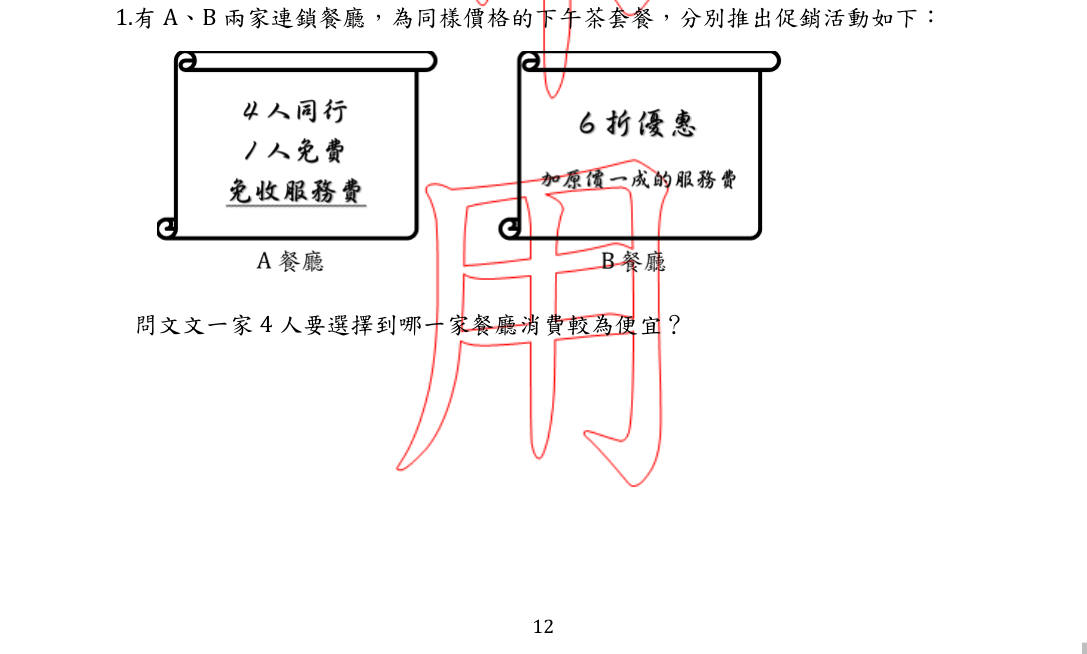 1.有 A、B 兩家連鎖餐廳，為同樣價格的下午茶套餐，分別推出促銷活動如下：
4 人同行
1 人免費
免收服務費
A 餐廳
6 折優惠
加原價一成的服務費
B 餐廳
問文文一家 4 人要選擇到哪一家餐廳消費較為便宜？
用
12